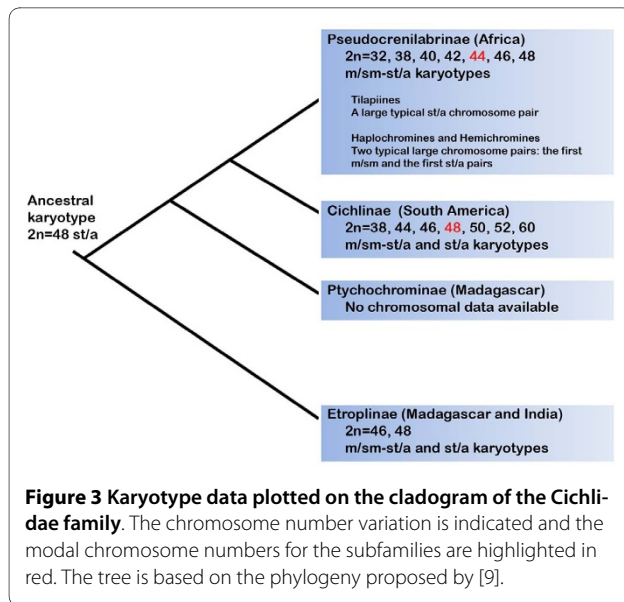 Pseudocrenilabrinae (Africa)
2n=32, 38, 40, 42, 44, 46, 48
m/sm-st/a karyotypes
Tilapiines
A large typical st/a chromosome pair
Haplochromines and Hemichromines
Two typical large chromosome pairs: the first
m/sm and the first st/a pairs
Ancestral
karyotype
2n=48 st/a
Cichlinae (South America)
2n=38, 44, 46, 48, 50, 52, 60
m/sm-st/a and st/a karyotypes
Ptychochrominae (Madagascar)
No chromosomal data available
Etroplinae (Madagascar and India)
2n=46, 48
m/sm-st/a and st/a karyotypes
Figure 3 Karyotype data plotted on the cladogram of the Cichli-
dae family. The chromosome number variation is indicated and the
modal chromosome numbers for the subfamilies are highlighted in
red. The tree is based on the phylogeny proposed by [9].